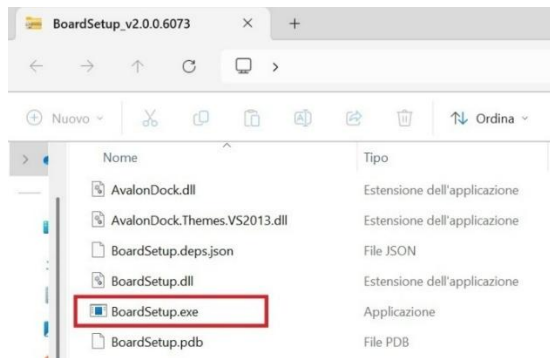 BoardSetup_v2.0.0.6073
Nuovo Ordina
Nome Tipo
AvalonDock.dll Estensione dell'applicazione
AvalonDock.Themes.VS2013.dll Estensione dell'applicazione
BoardSetup.deps.json File JSON
BoardSetup.dll Estensione dell'applicazione
BoardSetup.exe Applicazione
BoardSetup.pdb File PDB